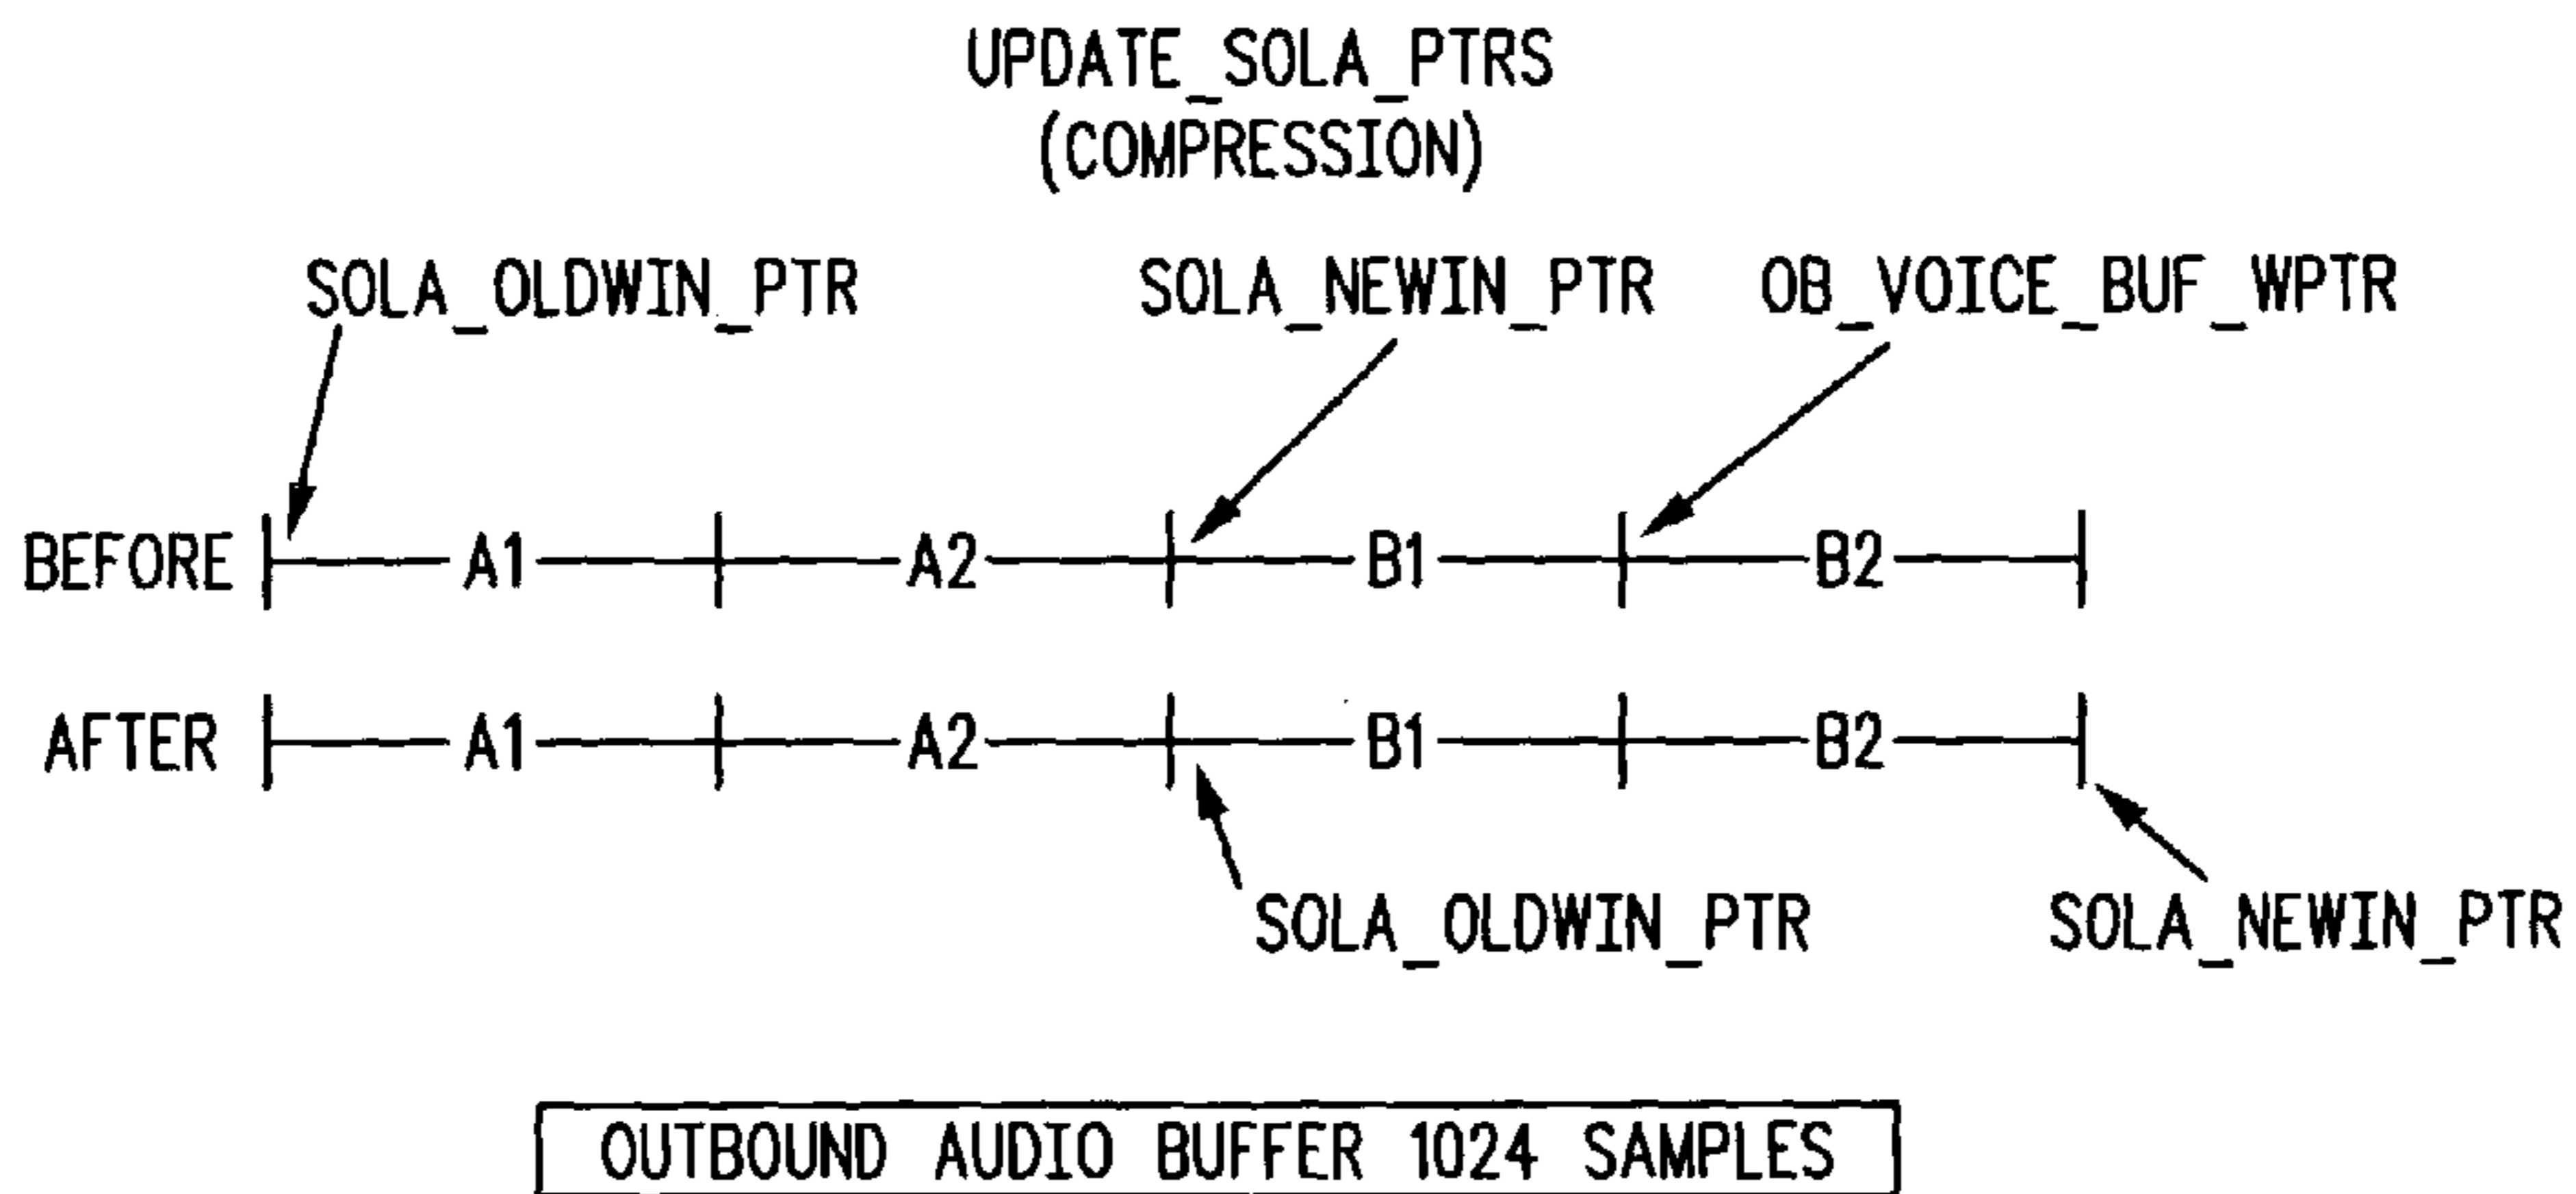 UPDATE_SOLA_PTRS
(COMPRESSION)
SOLA_OLDWIN_PTR SOLA_NEWIN_PTR OB_VOICE_BUF_WPTR
BEFORE A1 A2 B1 B2
AFTER A1 A2 B1 B2
SOLA_OLDWIN_PTR SOLA_NEWIN_PTR
OUTBOUND AUDIO BUFFER 1024 SAMPLES